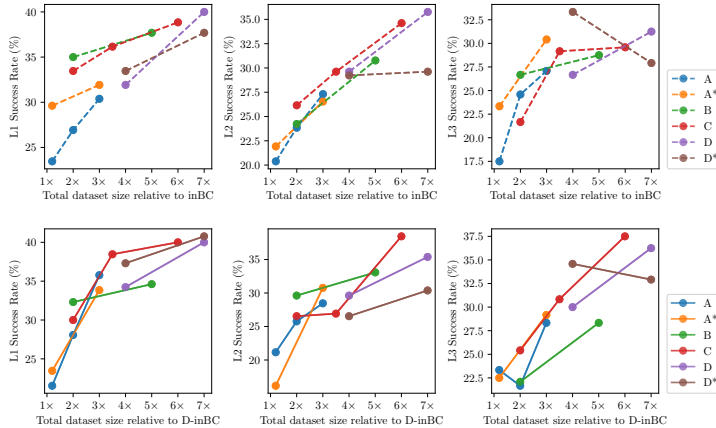 L1 Success Rate (%)
40
35
30
25
1× 2× 3× 4× 5× 6× 7×
Total dataset size relative to inBC
L2 Success Rate (%)
35.0
32.5
30.0
27.5
25.0
22.5
20.0
1× 2× 3× 4× 5× 6× 7×
Total dataset size relative to inBC
L3 Success Rate (%)
32.5
30.0
27.5
25.0
22.5
20.0
17.5
1× 2× 3× 4× 5× 6× 7×
Total dataset size relative to inBC
A
A*
B
C
D
D*
L1 Success Rate (%)
40
35
30
25
1× 2× 3× 4× 5× 6× 7×
Total dataset size relative to D-inBC
L2 Success Rate (%)
35
30
25
20
1× 2× 3× 4× 5× 6× 7×
Total dataset size relative to D-inBC
L3 Success Rate (%)
37.5
35.0
32.5
30.0
27.5
25.0
22.5
1× 2× 3× 4× 5× 6× 7×
Total dataset size relative to D-inBC
A
A*
B
C
D
D*